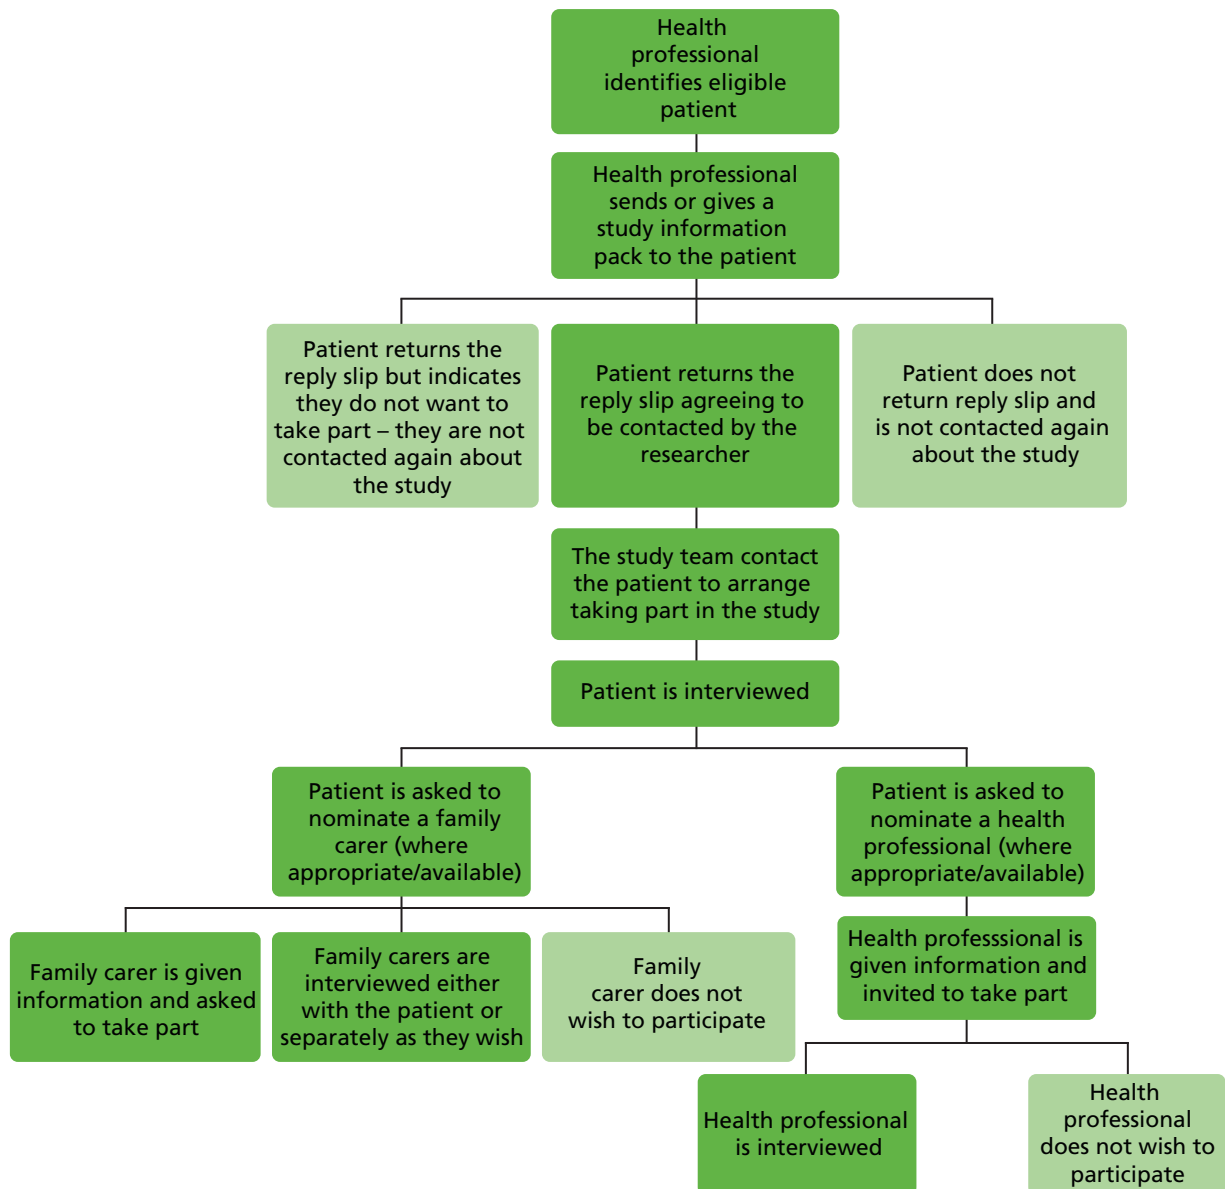 Health
professional
identifies eligible
patient
Health professional
sends or gives a
study information
pack to the patient
Patient returns the
reply slip but indicates
they do not want to
take part – they are not
contacted again about
the study
Patient returns the
reply slip agreeing to
be contacted by the
researcher
Patient does not
return reply slip and
is not contacted again
about the study
The study team contact
the patient to arrange
taking part in the study
Patient is interviewed
Patient is asked to
nominate a family
carer (where
appropriate/available)
Patient is asked to
nominate a health
professional (where
appropriate/available)
Family carer is given
information and asked
to take part
Family carers are
interviewed either
with the patient or
separately as they wish
Family
carer does not
wish to participate
Health professsional is
given information and
invited to take part
Health professional
is interviewed
Health
professional
does not wish to
participate